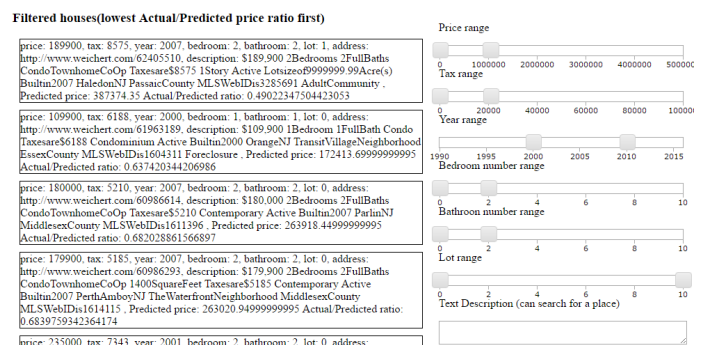 Filtered houses(lowest Actual/Predicted price ratio first)
price: 189900, tax: 8575, year: 2007, bedroom: 2, bathroom: 2, lot: 1, address:
http://www.weichert.com/62405510, description: $189,900 2Bedrooms 2FullBaths
CondoTownhomeCoOp Taxesare$8575 1Story Active Lotsizeof9999999.99Acre(s)
Builtin2007 HaledonNJ PassaicCounty MLSWebIDis3285691 AdultCommunity ,
Predicted price: 387374.35 Actual/Predicted ratio: 0.49022347504423053
price: 109900, tax: 6188, year: 2000, bedroom: 1, bathroom: 1, lot: 0, address:
http://www.weichert.com/61963189, description: $109,900 1Bedroom 1FullBath Condo
Taxesare$6188 Condominium Active Builtin2000 OrangeNJ TransitVillageNeighborhood
EssexCounty MLSWebIDis1604311 Foreclosure , Predicted price: 172413.69999999995
Actual/Predicted ratio: 0.637420344206986
price: 180000, tax: 5210, year: 2007, bedroom: 2, bathroom: 2, lot: 0, address:
http://www.weichert.com/60986614, description: $180,000 2Bedrooms 2FullBaths
CondoTownhomeCoOp Taxesare$5210 Contemporary Active Builtin2007 ParlinNJ
MiddlesexCounty MLSWebIDis1611396 , Predicted price: 263918.44999999995
Actual/Predicted ratio: 0.682028861566897
price: 179900, tax: 5185, year: 2007, bedroom: 2, bathroom: 2, lot: 0, address:
http://www.weichert.com/60986293, description: $179,900 2Bedrooms 2FullBaths
CondoTownhomeCoOp 1400SquareFeet Taxesare$5185 Contemporary Active
Builtin2007 PerthAmboyNJ TheWaterfrontNeighborhood MiddlesexCounty
MLSWebIDis1614115 , Predicted price: 263020.94999999995 Actual/Predicted ratio:
0.6839759342364174
price: 235000, tax: 7343, year: 2001, bedroom: 2, bathroom: 2, lot: 0, address:
Price range
0 1000000 2000000 3000000 4000000 500000
Tax range
0 20000 40000 60000 80000 10000
Year range
1990 1995 2000 2005 2010 2015
Bedroom number range
0 2 4 6 8 10
Bathroon number range
0 2 4 6 8 10
Lot range
0 2 4 6 8 10
Text Description (can search for a place)